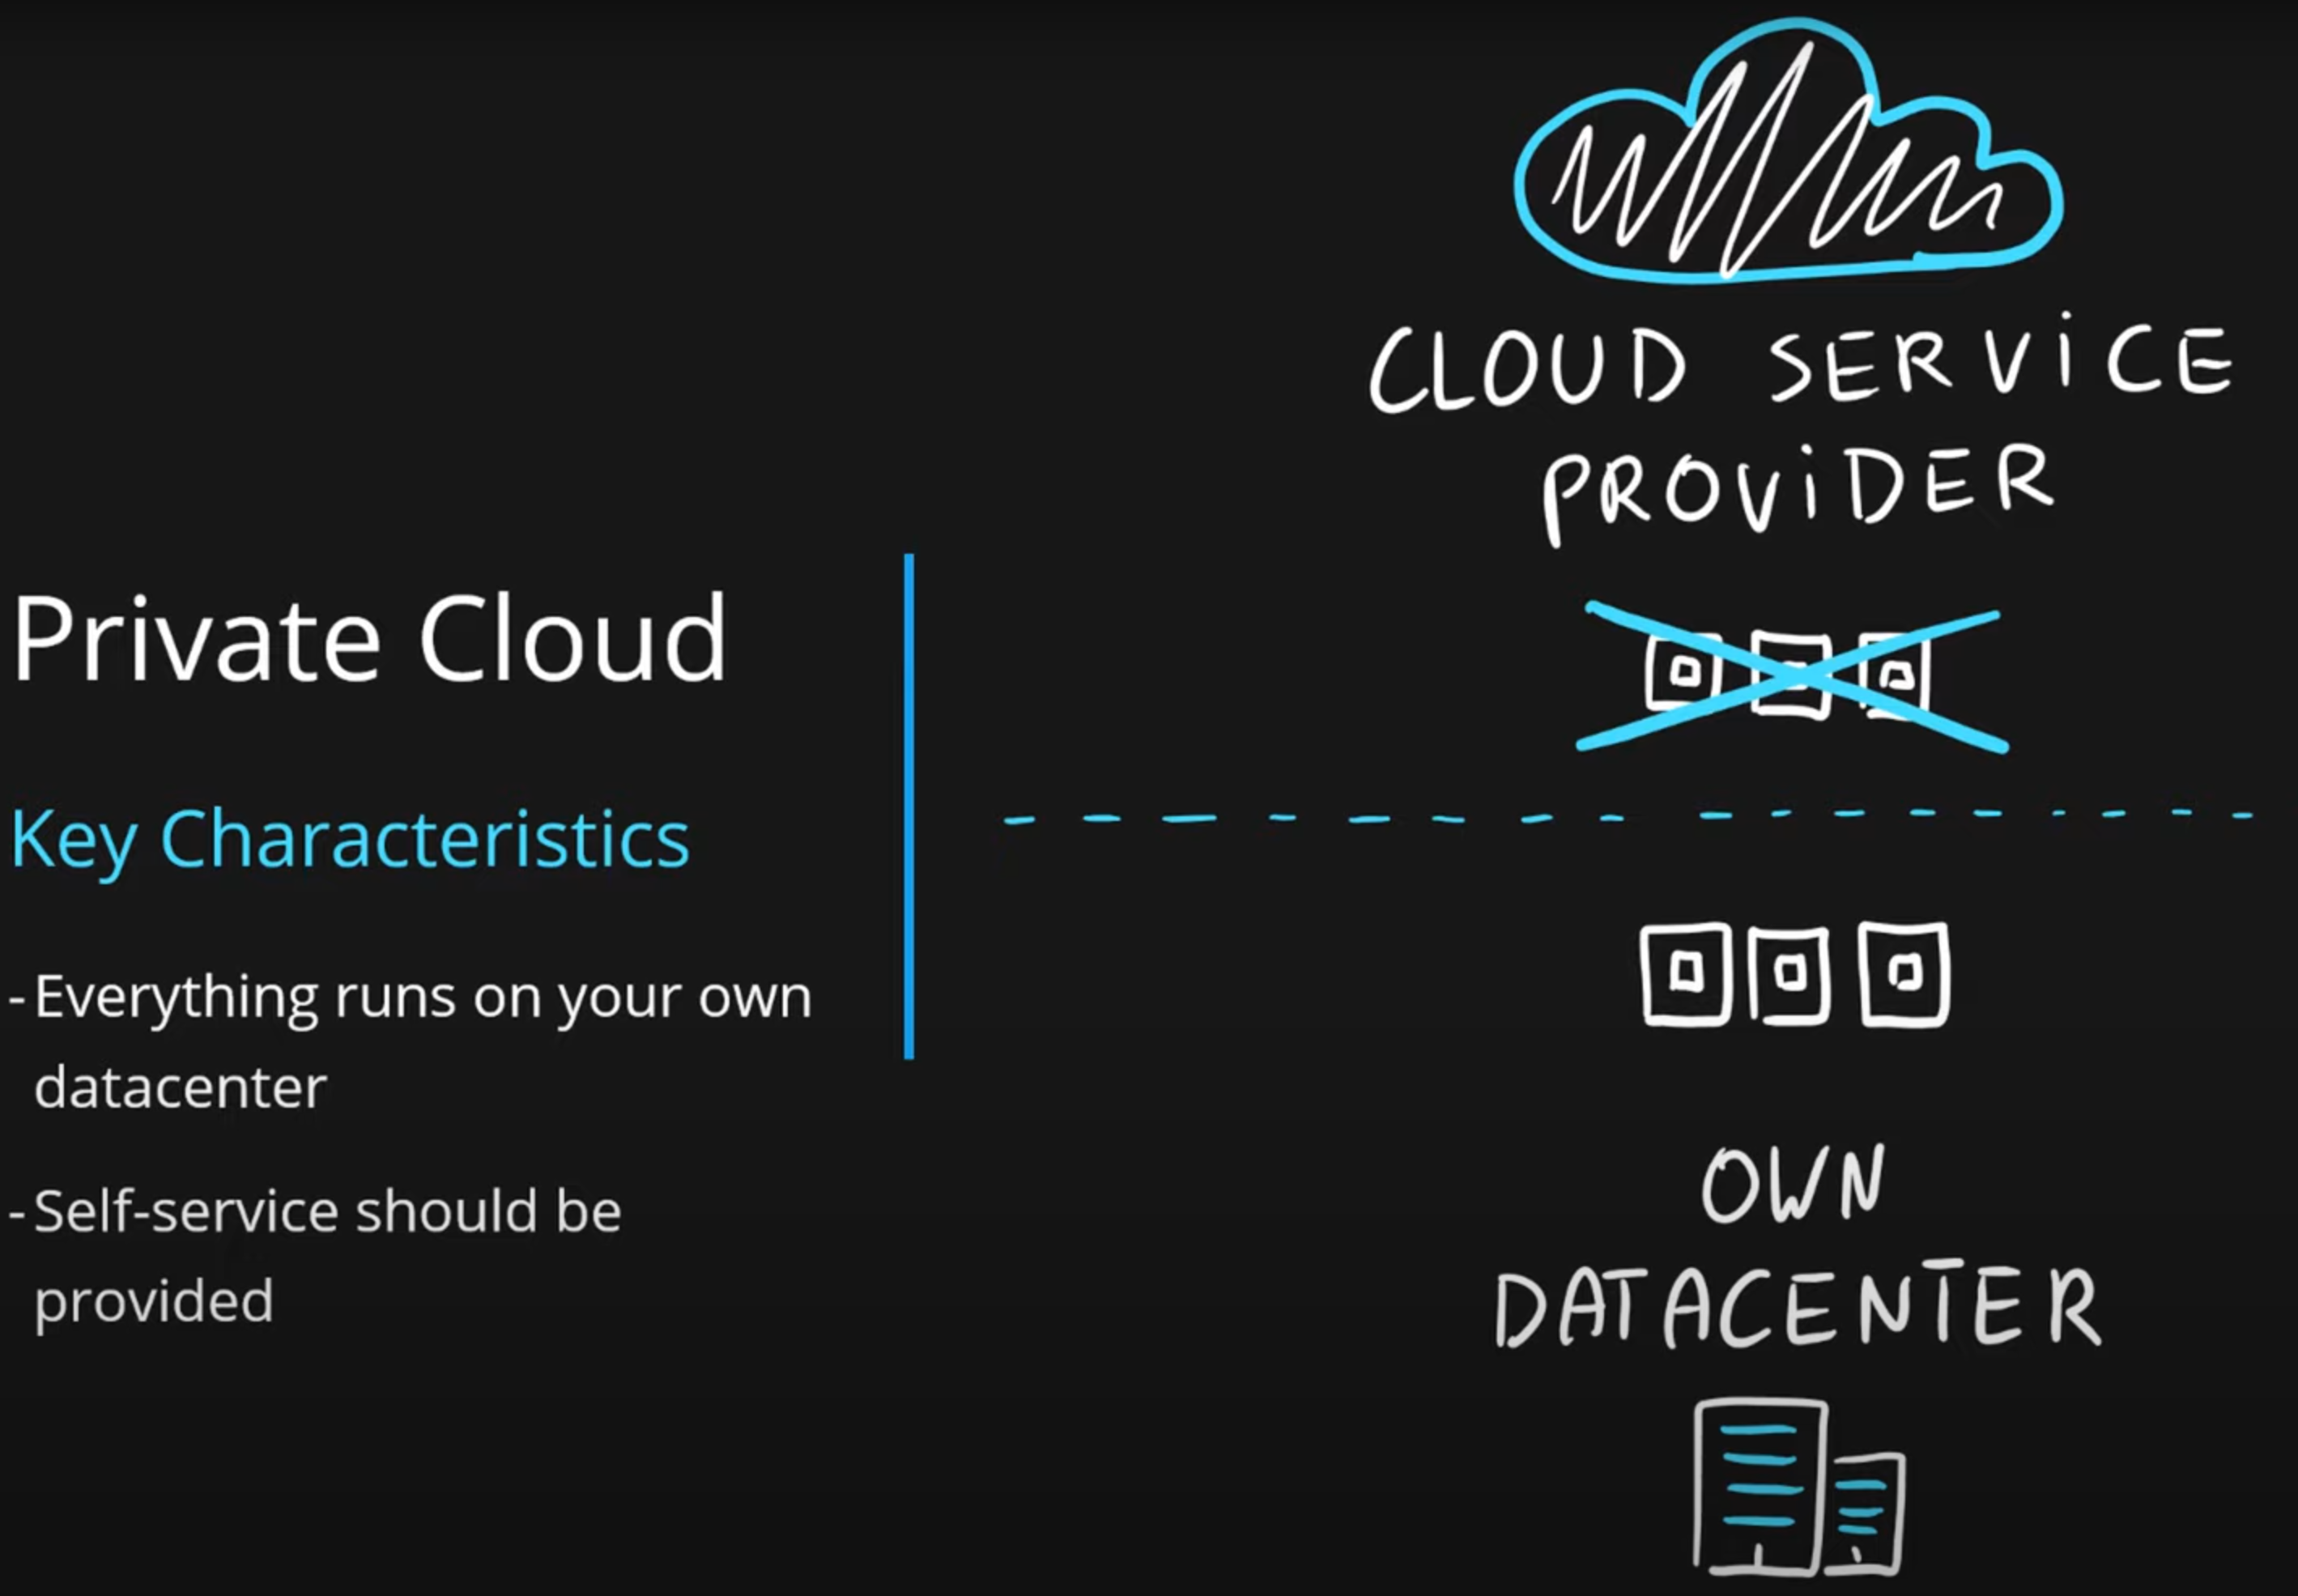 Private Cloud
Key Characteristics
- Everything runs on your own
datacenter
- Self-service should be
provided
CLOUD SERViCE
PROViDER
OWN
DATACENTER